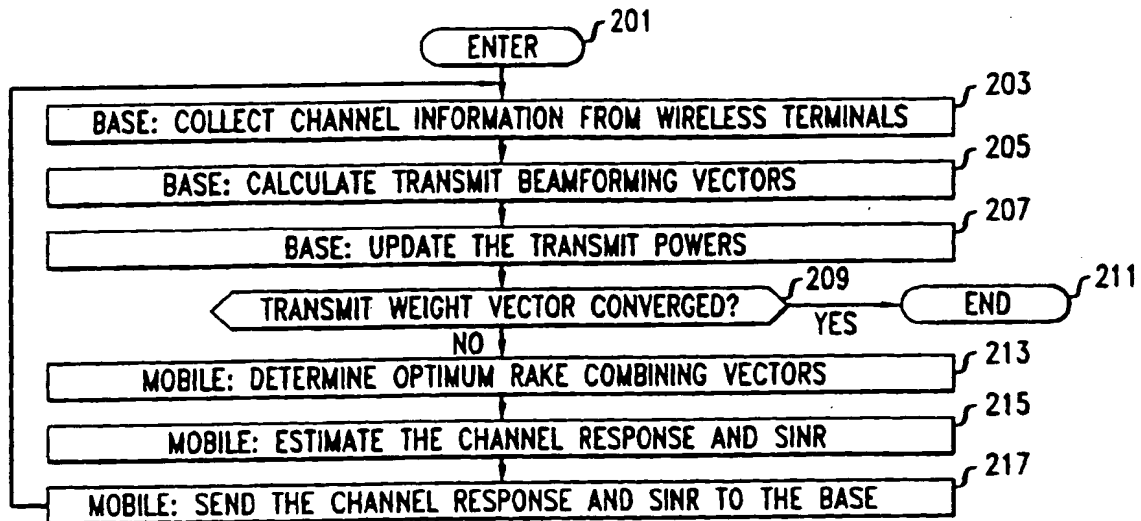 201
ENTER
203
BASE: COLLECT CHANNEL INFORMATION FROM WIRELESS TERMINALS
205
BASE: CALCULATE TRANSMIT BEAMFORMING VECTORS
207
BASE: UPDATE THE TRANSMIT POWERS
209
TRANSMIT WEIGHT VECTOR CONVERGED?
YES
211
END
NO
213
MOBILE: DETERMINE OPTIMUM RAKE COMBINING VECTORS
215
MOBILE: ESTIMATE THE CHANNEL RESPONSE AND SINR
217
MOBILE: SEND THE CHANNEL RESPONSE AND SINR TO THE BASE